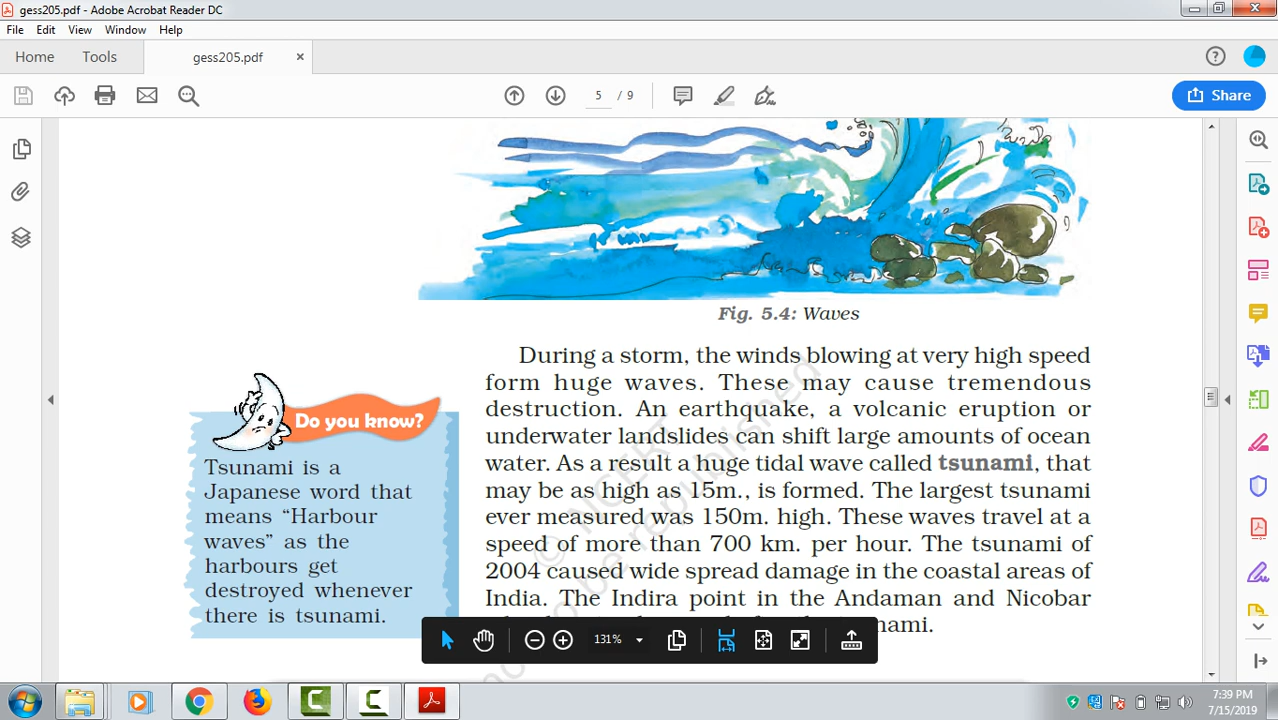 gess205.pdf - Adobe Acrobat Reader DC
File Edit View Window Help
Home Tools gess205.pdf
5 / 9
Share
Fig. 5.4: Waves
During a storm, the winds blowing at very high speed
form huge waves. These may cause tremendous
destruction. An earthquake, a volcanic eruption or
underwater landslides can shift large amounts of ocean
water. As a result a huge tidal wave called tsunami, that
may be as high as 15m., is formed. The largest tsunami
ever measured was 150m. high. These waves travel at a
speed of more than 700 km. per hour. The tsunami of
2004 caused wide spread damage in the coastal areas of
India. The Indira point in the Andaman and Nicobar
Do you know?
Tsunami is a
Japanese word that
means “Harbour
waves” as the
harbours get
destroyed whenever
there is tsunami.
© NCERT
republished
131%
7:39 PM
7/15/2019